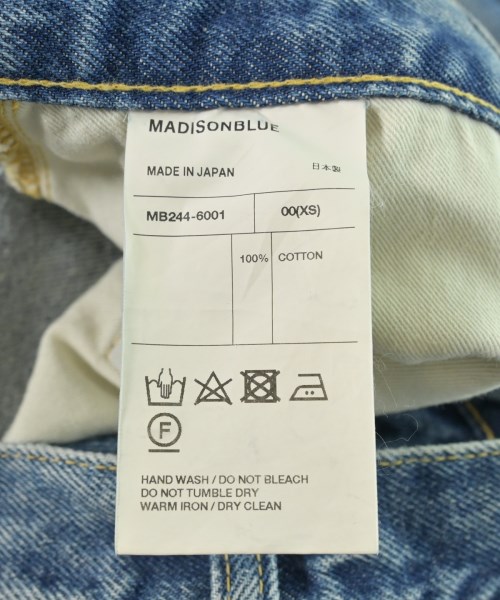 MADISONBLUE
MADE IN JAPAN 日本製
MB244-6001 00(XS)
100% COTTON
F
HAND WASH / DO NOT BLEACH
DO NOT TUMBLE DRY
WARM IRON / DRY CLEAN